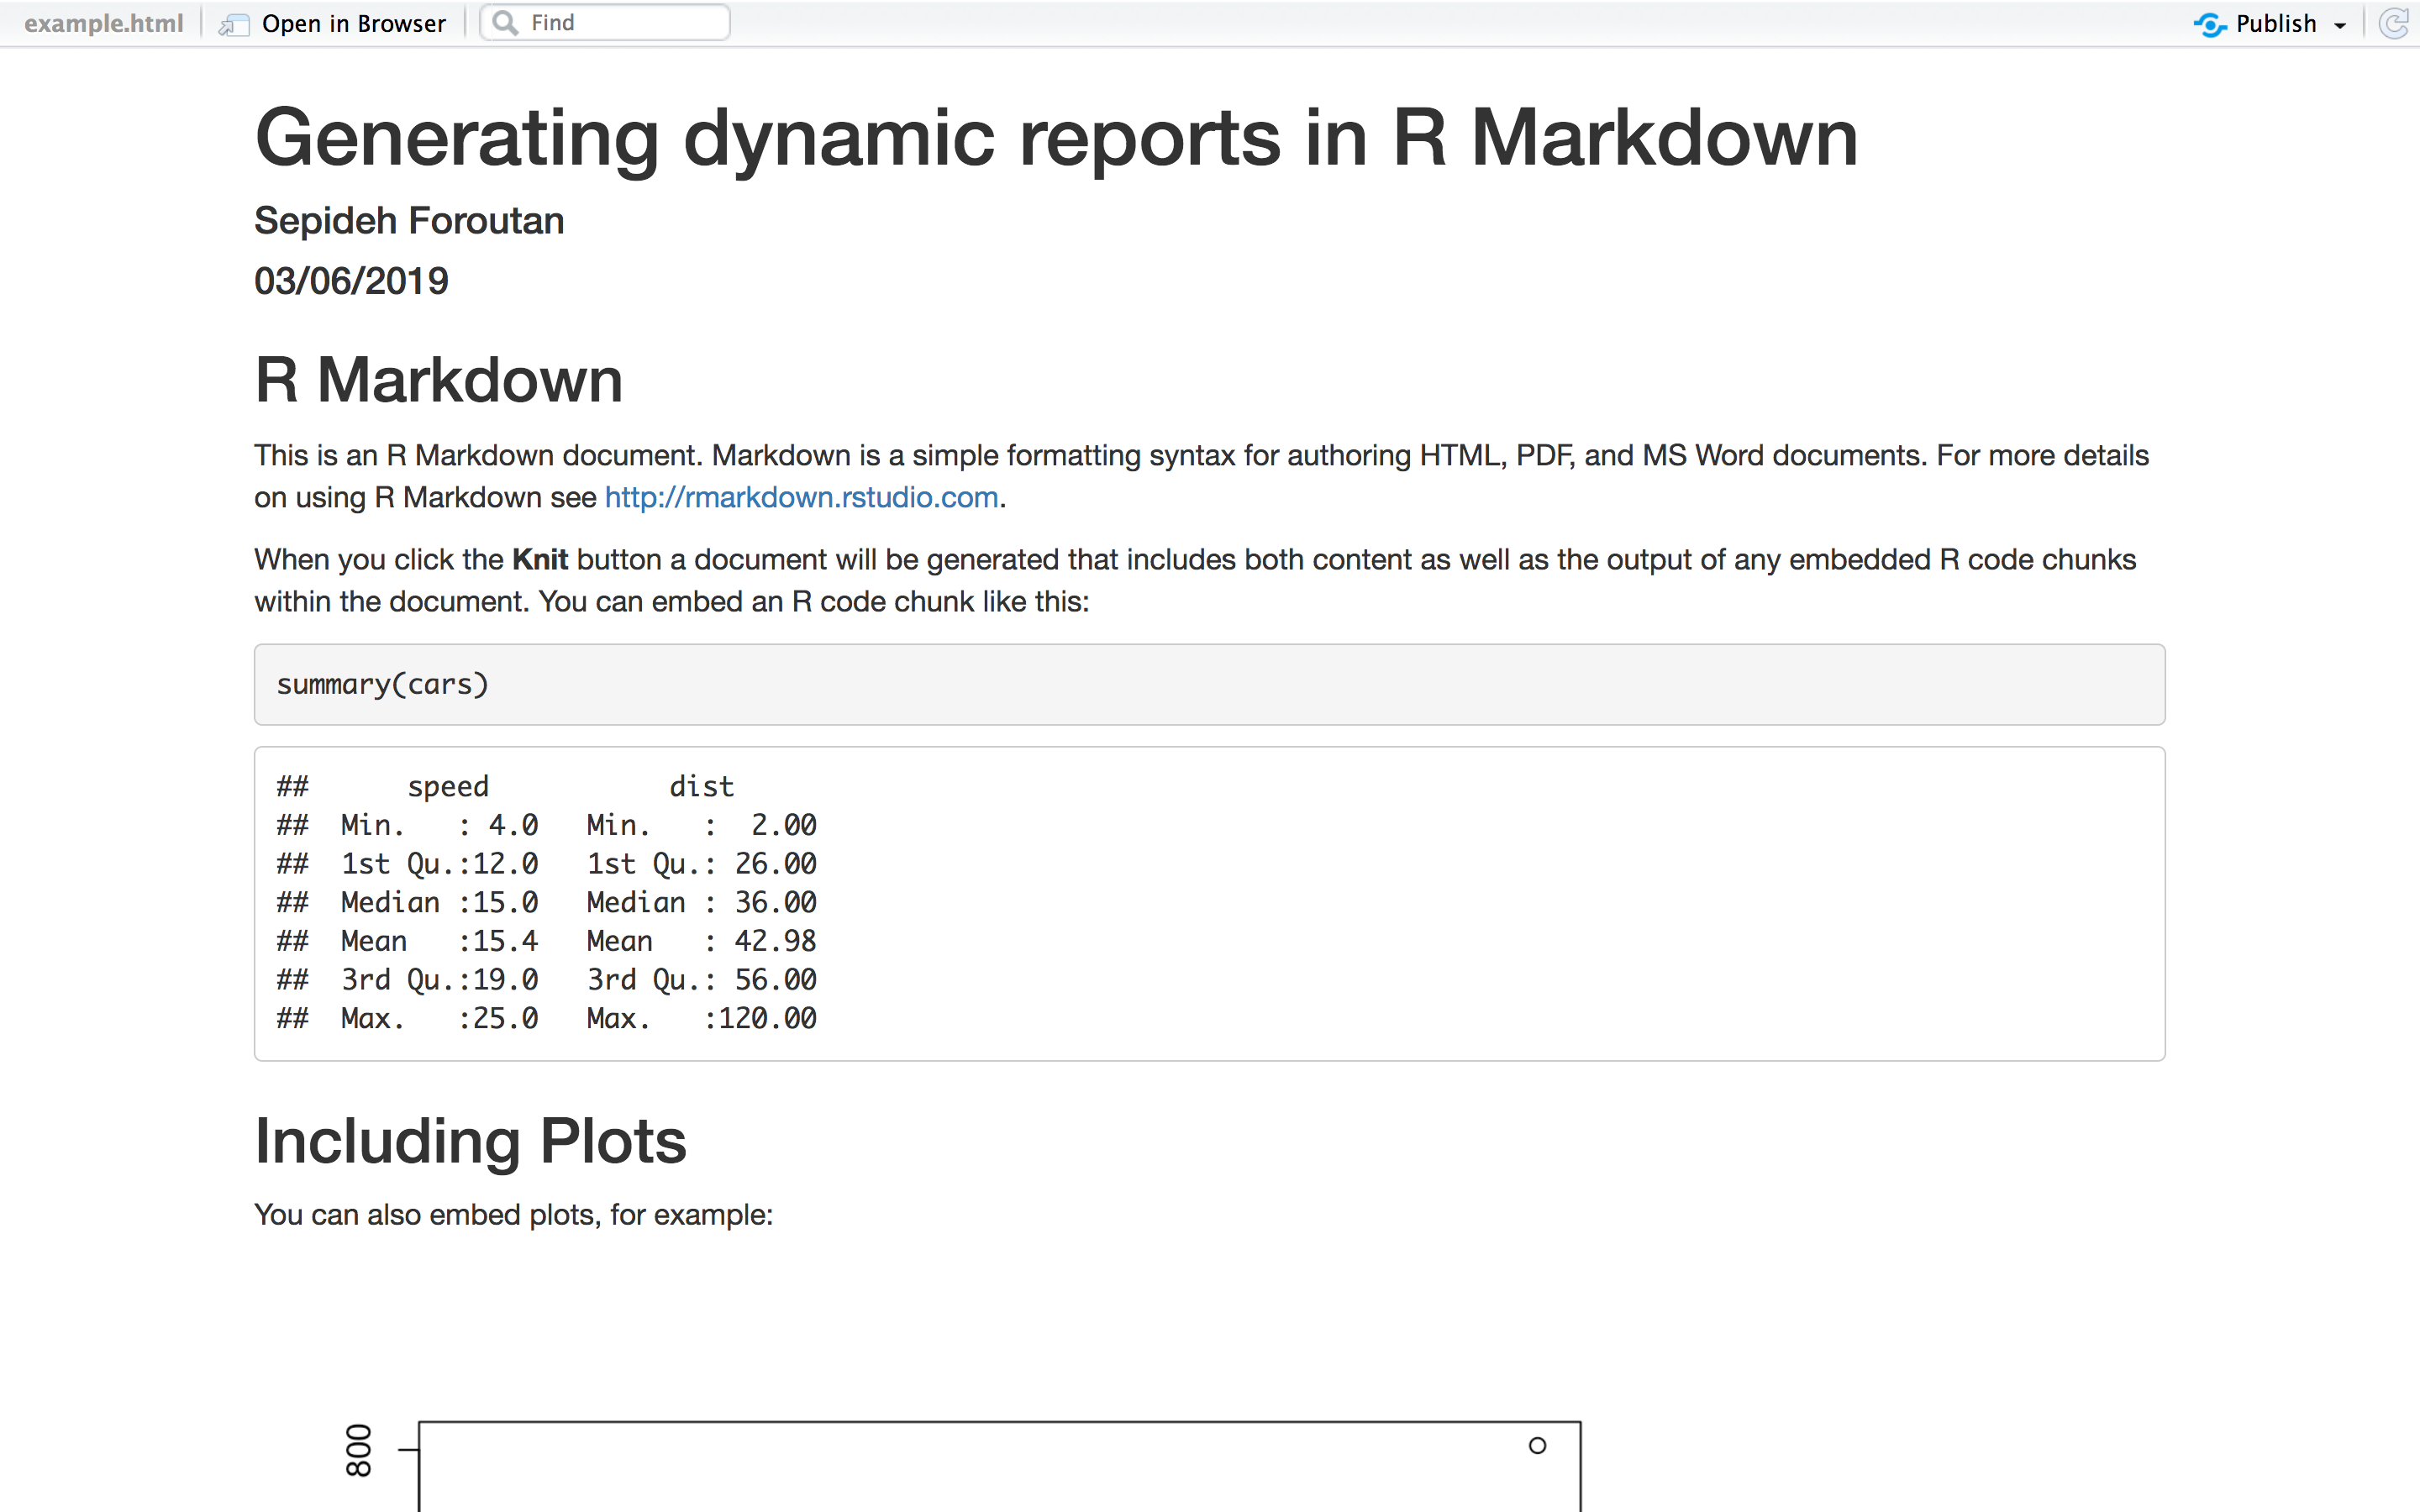 example.html Open in Browser Find Publish
Generating dynamic reports in R Markdown
Sepideh Foroutan
03/06/2019
R Markdown
This is an R Markdown document. Markdown is a simple formatting syntax for authoring HTML, PDF, and MS Word documents. For more details
on using R Markdown see http://rmarkdown.rstudio.com.
When you click the Knit button a document will be generated that includes both content as well as the output of any embedded R code chunks
within the document. You can embed an R code chunk like this:
summary(cars)
##      speed           dist
##  Min.   : 4.0   Min.   :  2.00
##  1st Qu.:12.0   1st Qu.: 26.00
##  Median :15.0   Median : 36.00
##  Mean   :15.4   Mean   : 42.98
##  3rd Qu.:19.0   3rd Qu.: 56.00
##  Max.   :25.0   Max.   :120.00
Including Plots
You can also embed plots, for example:
800